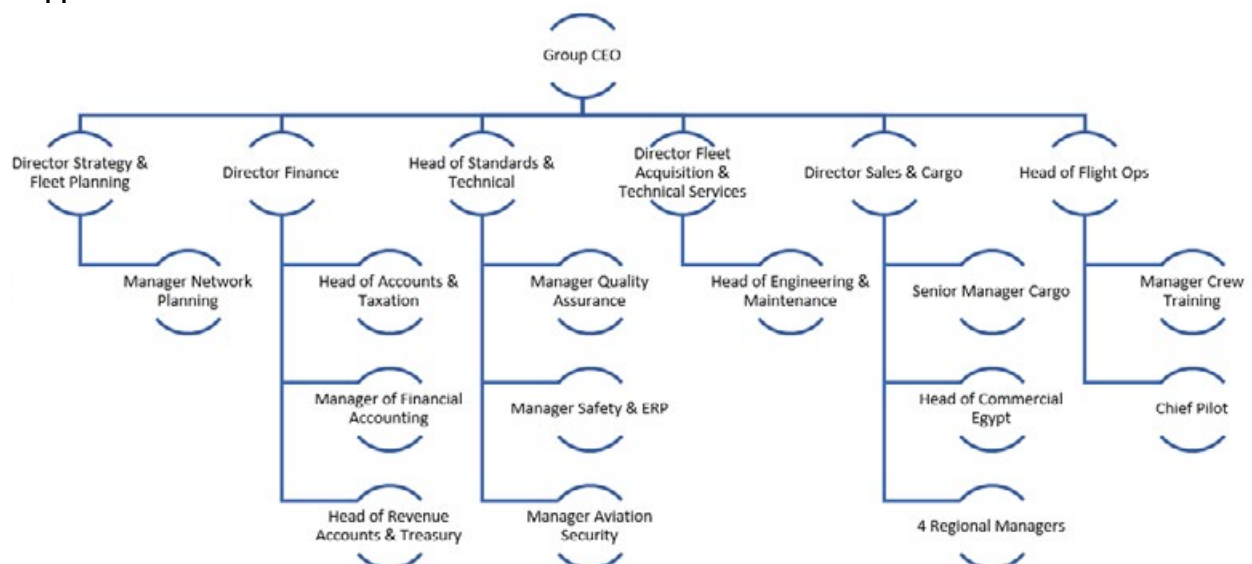 Group CEO
Director Strategy &
Fleet Planning
Director Finance
Head of Standards &
Technical
Director Fleet
Acquisition &
Technical Services
Director Sales & Cargo
Head of Flight Ops
Manager Network
Planning
Head of Accounts &
Taxation
Manager Quality
Assurance
Head of Engineering &
Maintenance
Senior Manager Cargo
Manager Crew
Training
Manager of Financial
Accounting
Manager Safety & ERP
Head of Commercial
Egypt
Chief Pilot
Head of Revenue
Accounts & Treasury
Manager Aviation
Security
4 Regional Managers